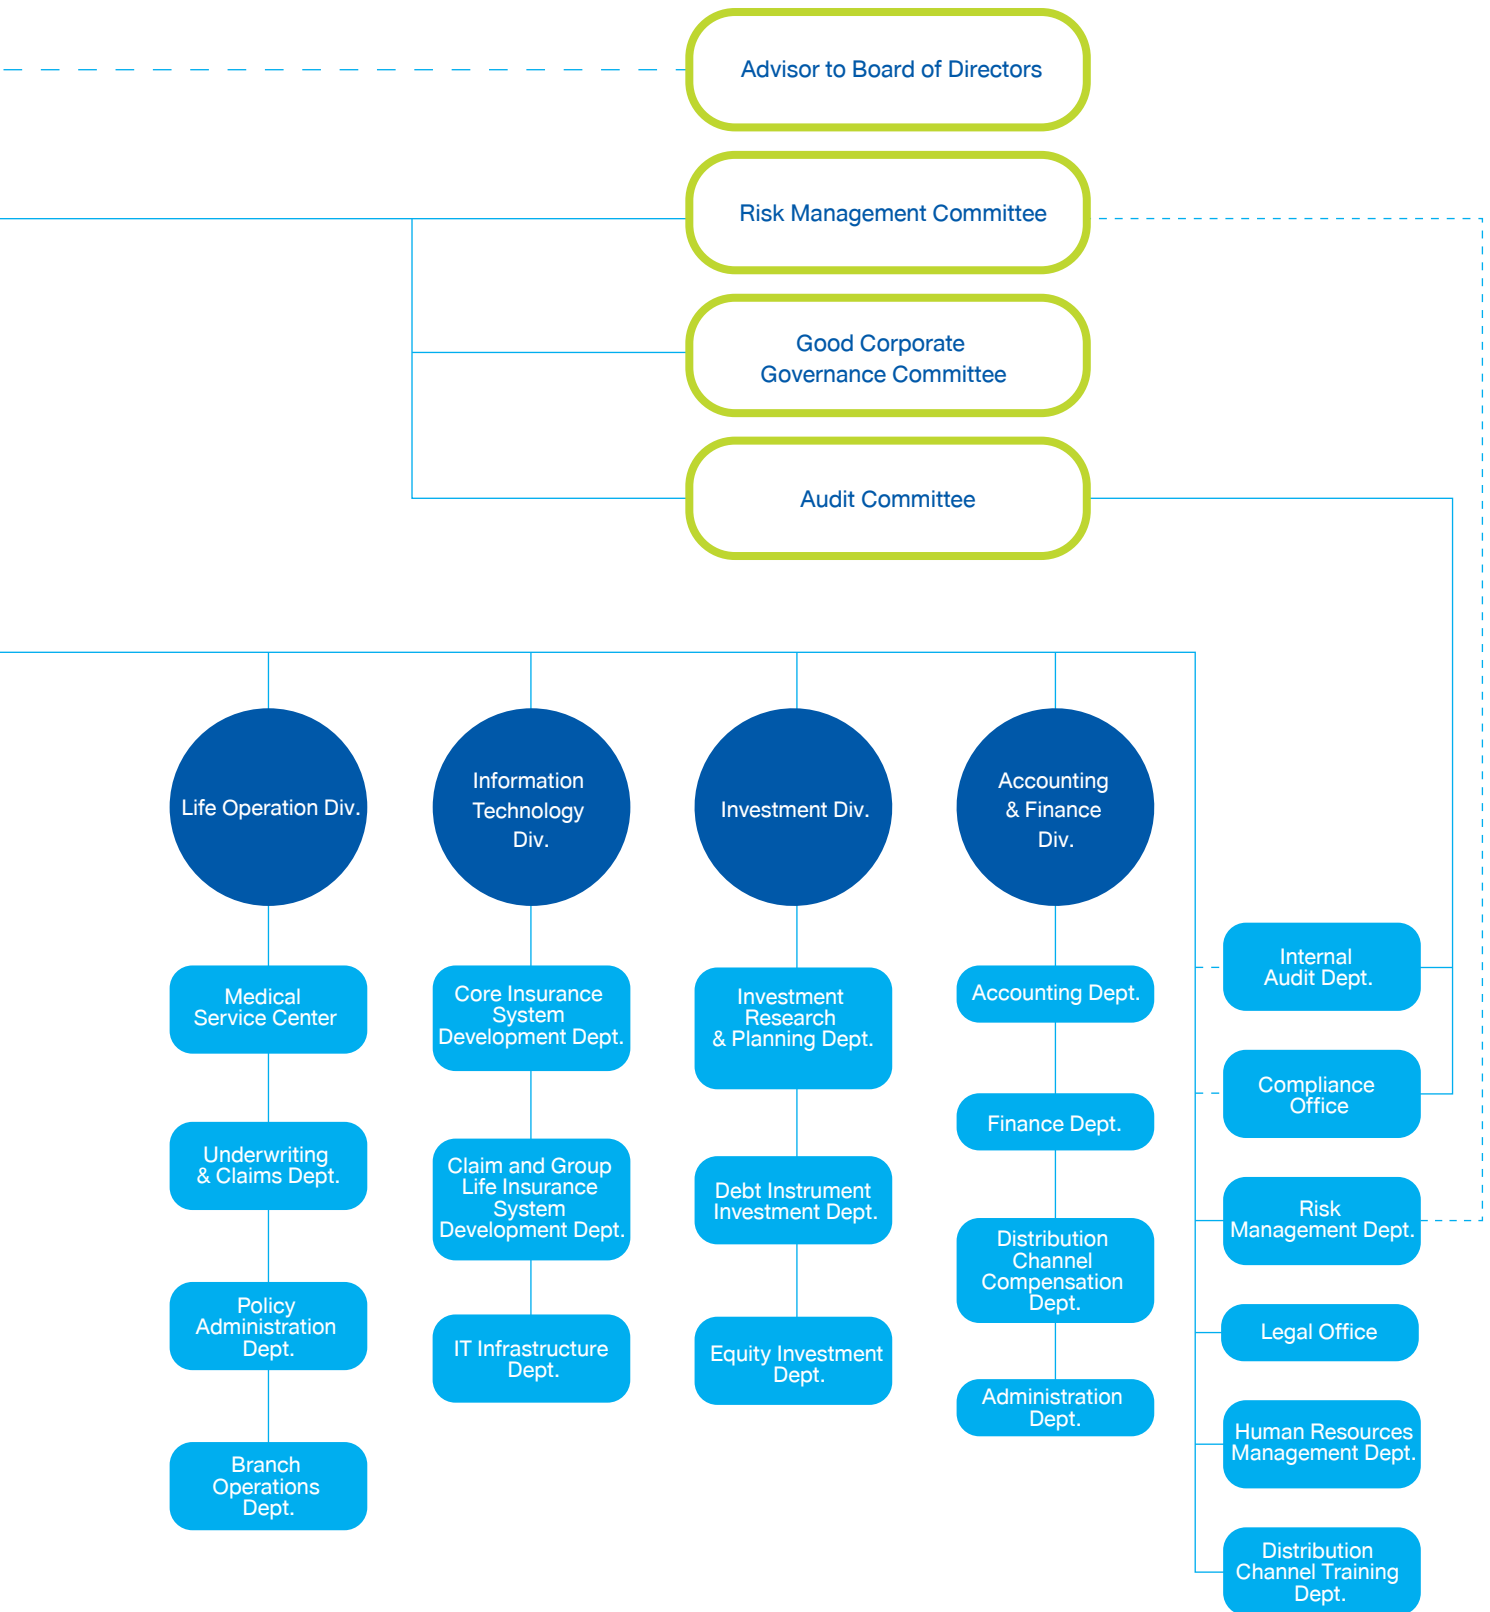 Advisor to Board of Directors
Risk Management Committee
Good Corporate
Governance Committee
Audit Committee
Life Operation Div.
Information
Technology
Div.
Investment Div.
Accounting
& Finance
Div.
Medical
Service Center
Underwriting
& Claims Dept.
Policy
Administration
Dept.
Branch
Operations
Dept.
Core Insurance
System
Development Dept.
Claim and Group
Life Insurance
System
Development Dept.
IT Infrastructure
Dept.
Investment
Research
& Planning Dept.
Debt Instrument
Investment Dept.
Equity Investment
Dept.
Accounting Dept.
Finance Dept.
Distribution
Channel
Compensation
Dept.
Administration
Dept.
Internal
Audit Dept.
Compliance
Office
Risk
Management Dept.
Legal Office
Human Resources
Management Dept.
Distribution
Channel Training
Dept.